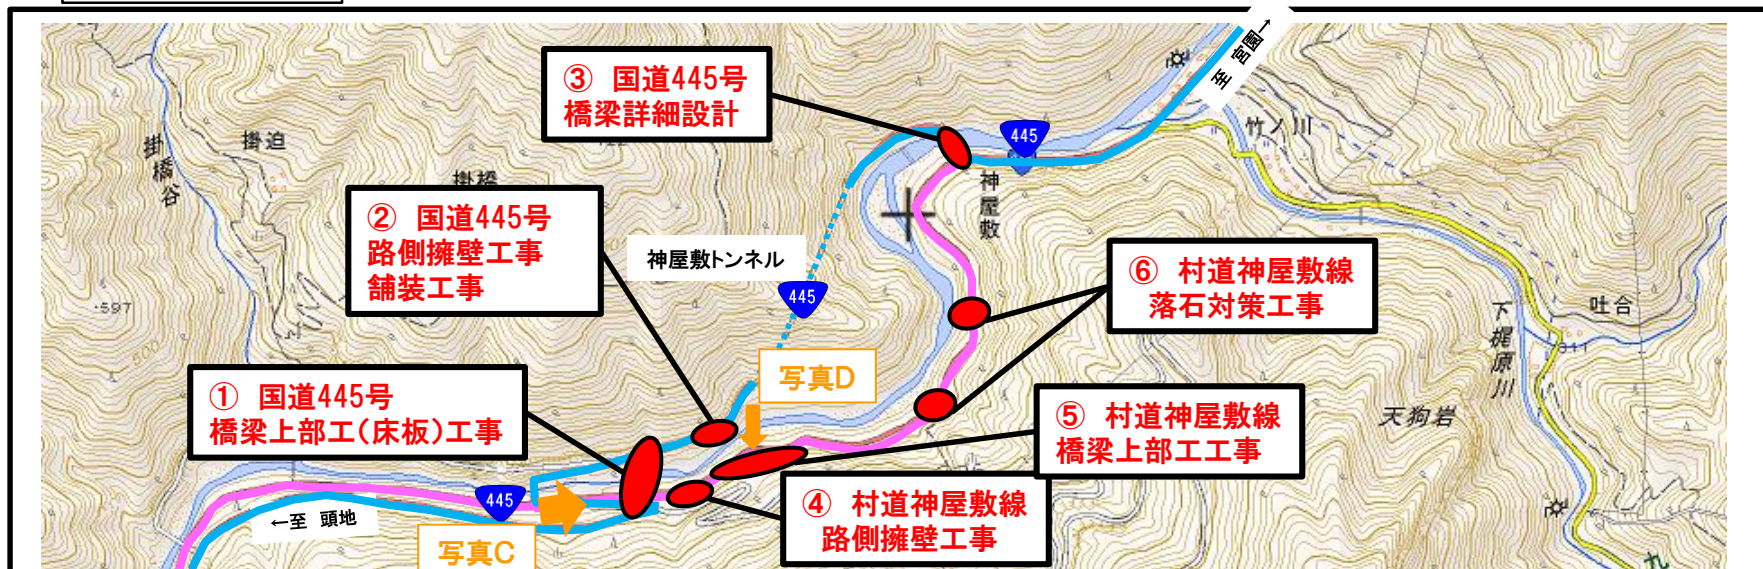 至 宮園→
③ 国道445号
橋梁詳細設計
445
竹ノ川
掛迫
掛橋谷
掛橋
神屋敷
② 国道445号
路側擁壁工事
舗装工事
神屋敷トンネル
445
⑥ 村道神屋敷線
落石対策工事
・597
500
吐合
下梶原川
311
写真D
① 国道445号
橋梁上部工(床板)工事
⑤ 村道神屋敷線
橋梁上部工工事
天狗岩
445
←至 頭地
④ 村道神屋敷線
路側擁壁工事
写真C
九